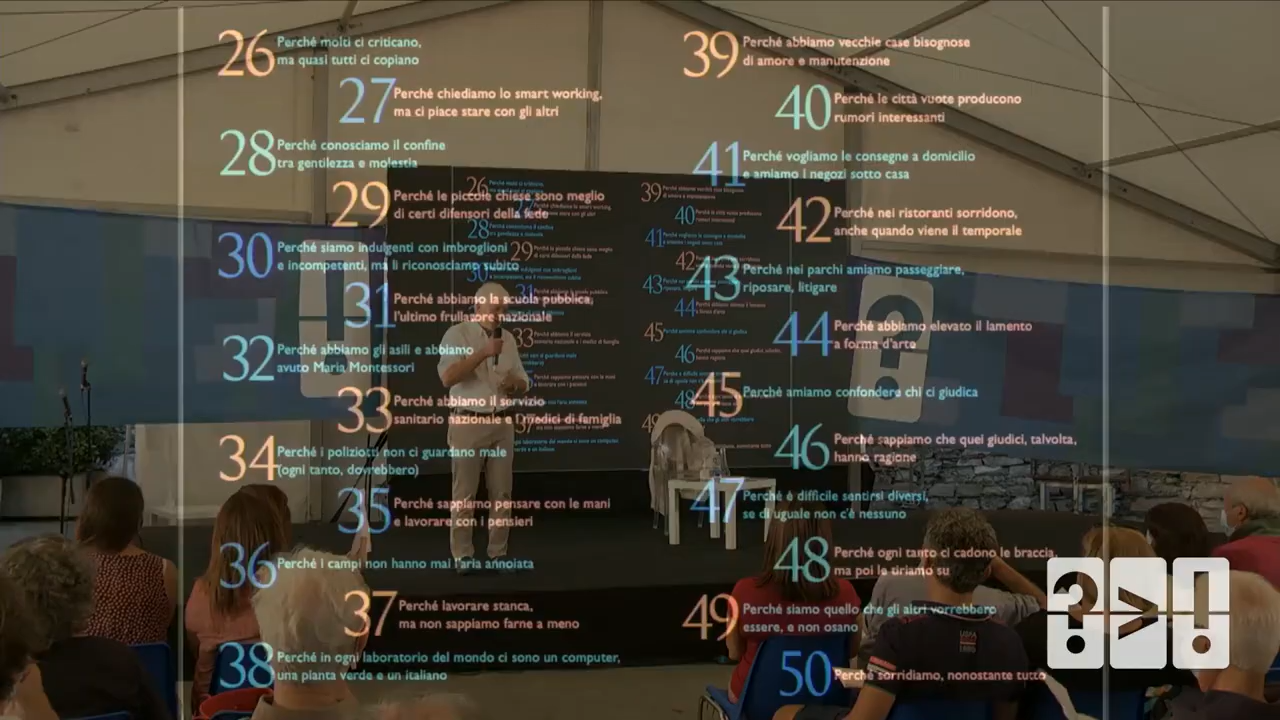 26 Perché molti ci criticano,
ma quasi tutti ci copiano
27 Perché chiediamo lo smart working,
ma ci piace stare con gli altri
28 Perché conosciamo il confine
tra gentilezza e molestia
29 Perché le piccole chiese sono meglio
di certi difensori della fede
30 Perché siamo indulgenti con imbroglioni
e incompetenti, ma li riconosciamo subito
31 Perché abbiamo la scuola pubblica,
l'ultimo frullatore nazionale
32 Perché abbiamo gli asili e abbiamo
avuto Maria Montessori
33 Perché abbiamo il servizio
sanitario nazionale e i medici di famiglia
34 Perché i poliziotti non ci guardano male
(ogni tanto, dovrebbero)
35 Perché sappiamo pensare con le mani
e lavorare con i pensieri
36 Perché i campi non hanno mai l'aria annoiata
37 Perché lavorare stanca,
ma non sappiamo farne a meno
38 Perché in ogni laboratorio del mondo ci sono un computer,
una pianta verde e un italiano
39 Perché abbiamo vecchie case bisognose
di amore e manutenzione
40 Perché le città vuote producono
rumori interessanti
41 Perché vogliamo le consegne a domicilio
e amiamo i negozi sotto casa
42 Perché nei ristoranti sorridono,
anche quando viene il temporale
43 Perché nei parchi amiamo passeggiare,
riposare, litigare
44 Perché abbiamo elevato il lamento
a forma d'arte
45 Perché amiamo confondere chi ci giudica
46 Perché sappiamo che quei giudici, talvolta,
hanno ragione
47 Perché è difficile sentirsi diversi,
se di uguale non c'è nessuno
48 Perché ogni tanto ci cadono le braccia,
ma poi le tiriamo su
49 Perché siamo quello che gli altri vorrebbero
essere, e non osano
50 Perché sorridiamo, nonostante tutto
?>!